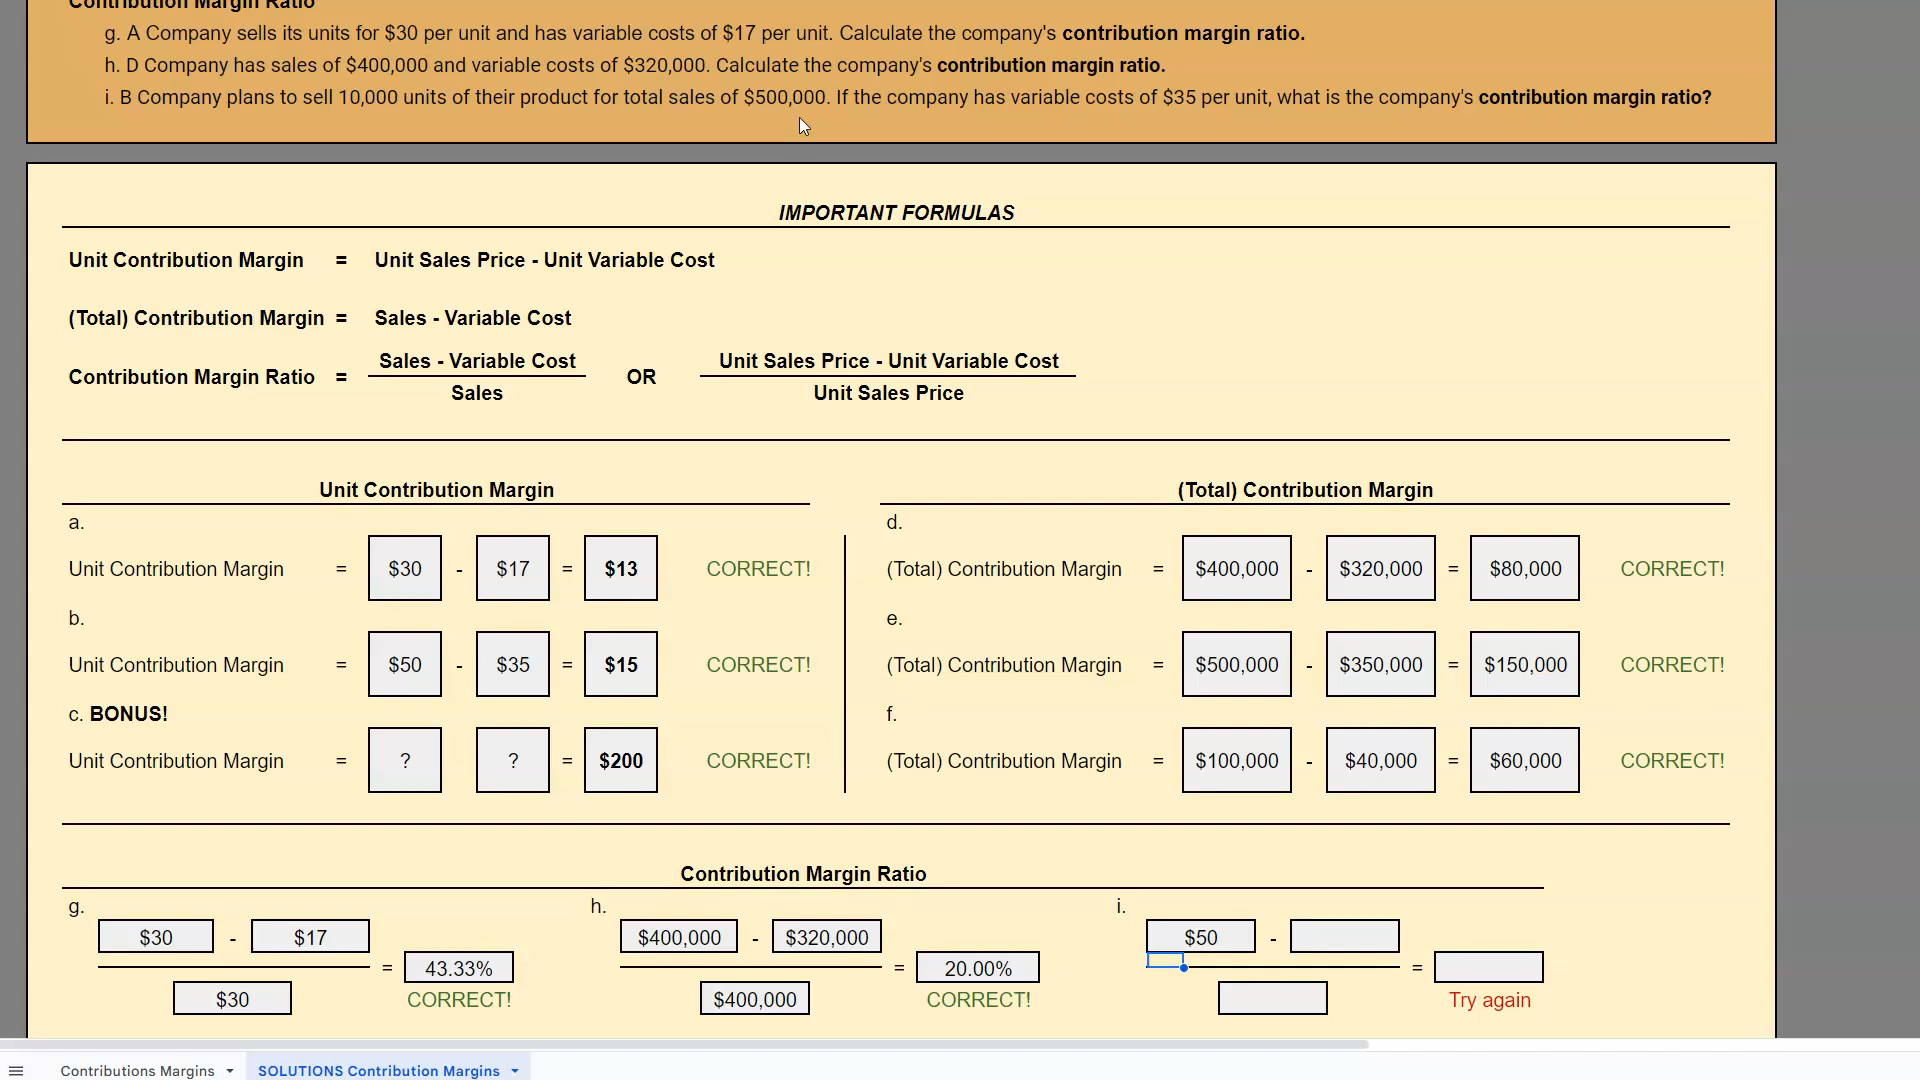 Contribution Margin Ratio
g. A Company sells its units for $30 per unit and has variable costs of $17 per unit. Calculate the company's contribution margin ratio.
h. D Company has sales of $400,000 and variable costs of $320,000. Calculate the company's contribution margin ratio.
i. B Company plans to sell 10,000 units of their product for total sales of $500,000. If the company has variable costs of $35 per unit, what is the company's contribution margin ratio?
IMPORTANT FORMULAS
Unit Contribution Margin = Unit Sales Price - Unit Variable Cost
(Total) Contribution Margin = Sales - Variable Cost
Sales - Variable Cost Unit Sales Price - Unit Variable Cost
Contribution Margin Ratio = OR
Sales Unit Sales Price
Unit Contribution Margin (Total) Contribution Margin
a. d.
Unit Contribution Margin = $30 - $17 = $13 CORRECT! (Total) Contribution Margin = $400,000 - $320,000 = $80,000 CORRECT!
b. e.
Unit Contribution Margin = $50 - $35 = $15 CORRECT! (Total) Contribution Margin = $500,000 - $350,000 = $150,000 CORRECT!
c. BONUS! f.
Unit Contribution Margin = ? ? = $200 CORRECT! (Total) Contribution Margin = $100,000 - $40,000 = $60,000 CORRECT!
Contribution Margin Ratio
g. h. i.
$30 - $17 $400,000 - $320,000 $50 -
= 43.33% = 20.00% =
$30 CORRECT! $400,000 CORRECT! Try again
Contributions Margins SOLUTIONS Contribution Margins